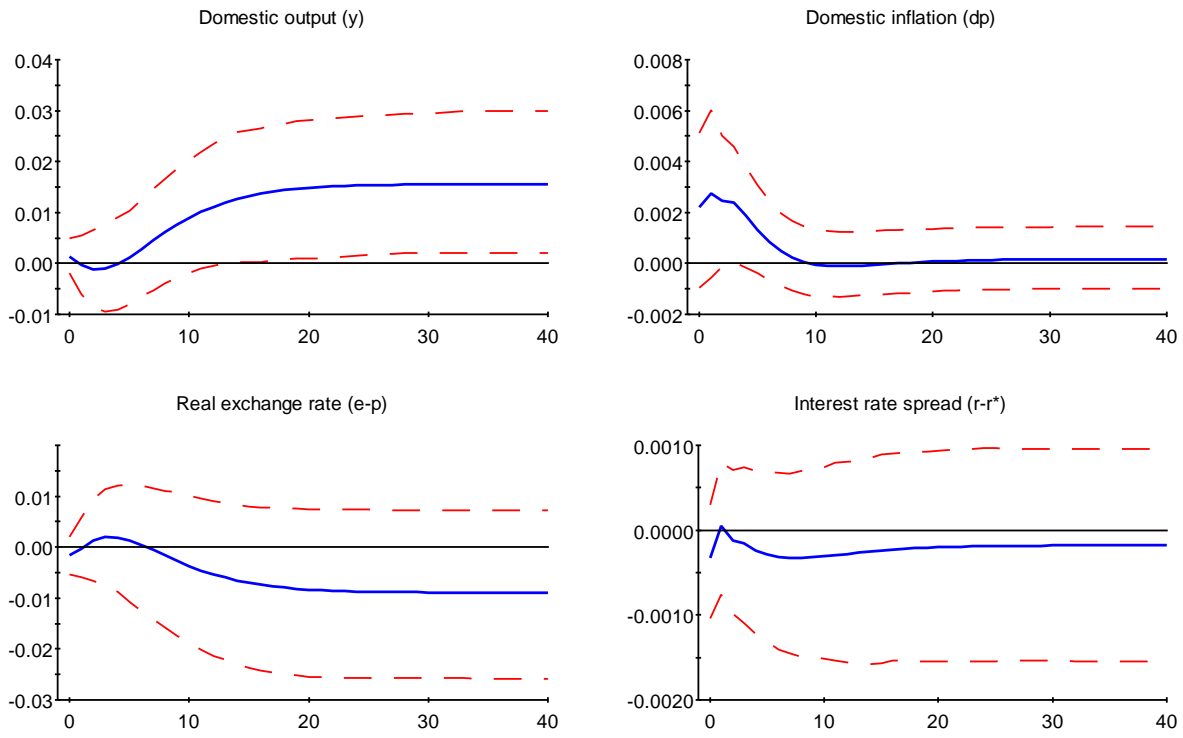 Domestic output (y)
0.04
0.03
0.02
0.01
0.00
-0.01
0 10 20 30 40
Domestic inflation (dp)
0.008
0.006
0.004
0.002
0.000
-0.002
0 10 20 30 40
Real exchange rate (e-p)
0.01
0.00
-0.01
-0.02
-0.03
0 10 20 30 40
Interest rate spread (r-r*)
0.0010
0.0000
-0.0010
-0.0020
0 10 20 30 40